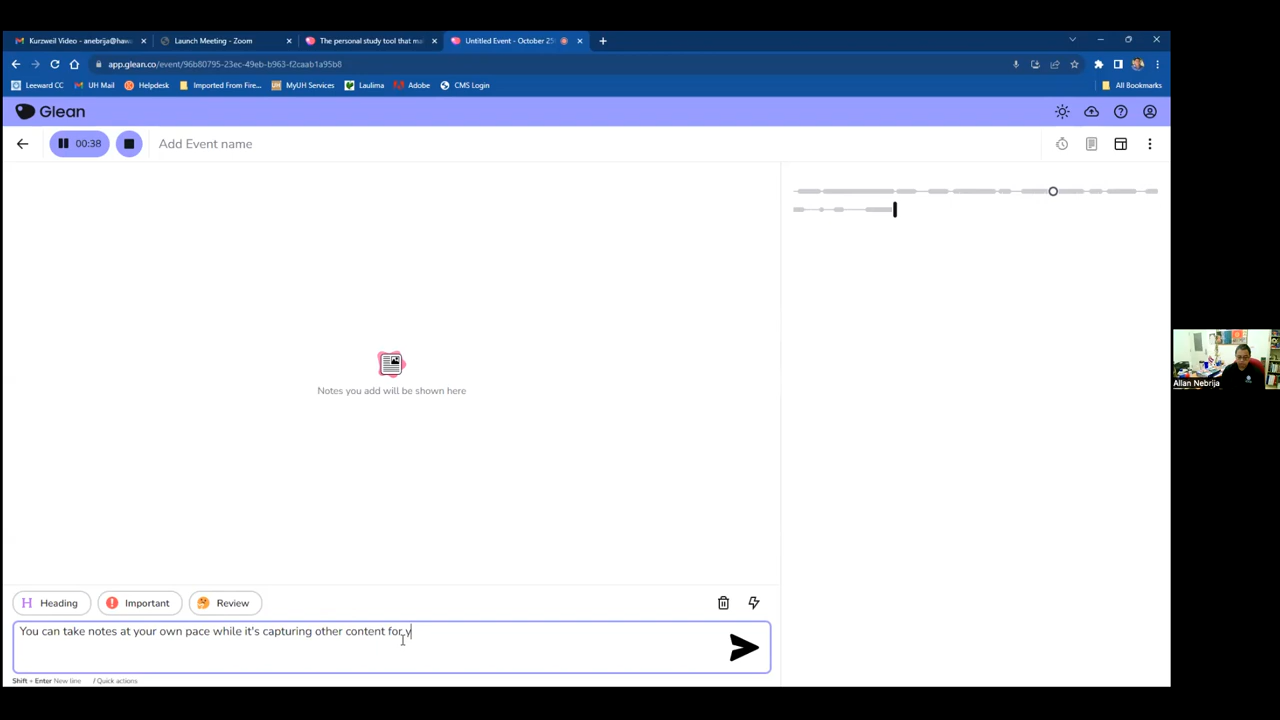 Kurzweil Video - anebrija@haw
Launch Meeting - Zoom
The personal study tool that ma
Untitled Event - October 25
app.glean.co/event/96b80795-23ec-49eb-b963-f2caab1a95b8
Leeward CC
UH Mail
Helpdesk
Imported From Fire...
MyUH Services
Laulima
Adobe
CMS Login
All Bookmarks
Glean
00:38
Add Event name
Notes you add will be shown here
Allan Nebrija
H Heading
Important
Review
You can take notes at your own pace while it's capturing other content for y
Shift + Enter New line / Quick actions